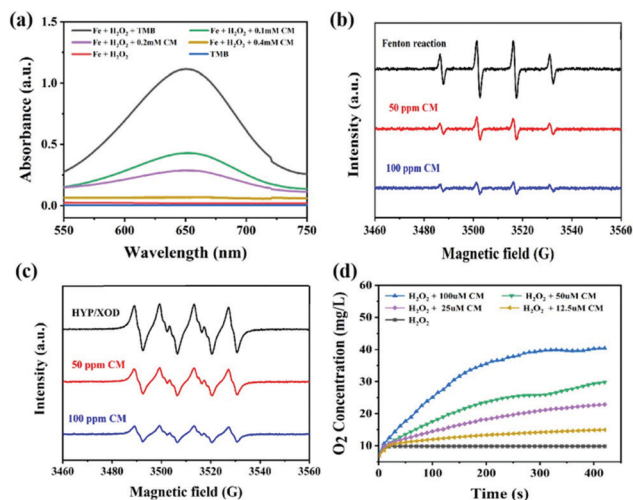 (a)
Fe + H₂O₂ + TMB
Fe + H₂O₂ + 0.1mM CM
Fe + H₂O₂ + 0.2mM CM
Fe + H₂O₂ + 0.4mM CM
Fe + H₂O₂
TMB
1.5
1.0
0.5
0.0
Absorbance (a.u.)
550
600
650
700
750
Wavelength (nm)
(b)
Fenton reaction
50 ppm CM
100 ppm CM
Intensity (a.u.)
3460
3480
3500
3520
3540
3560
Magnetic field (G)
(c)
HYP/XOD
50 ppm CM
100 ppm CM
Intensity (a.u.)
3460
3480
3500
3520
3540
3560
Magnetic field (G)
(d)
H₂O₂ + 100uM CM
H₂O₂ + 50uM CM
H₂O₂ + 25uM CM
H₂O₂ + 12.5uM CM
H₂O₂
60
50
40
30
20
10
O2 Concentration (mg/L)
0
100
200
300
400
Time (s)